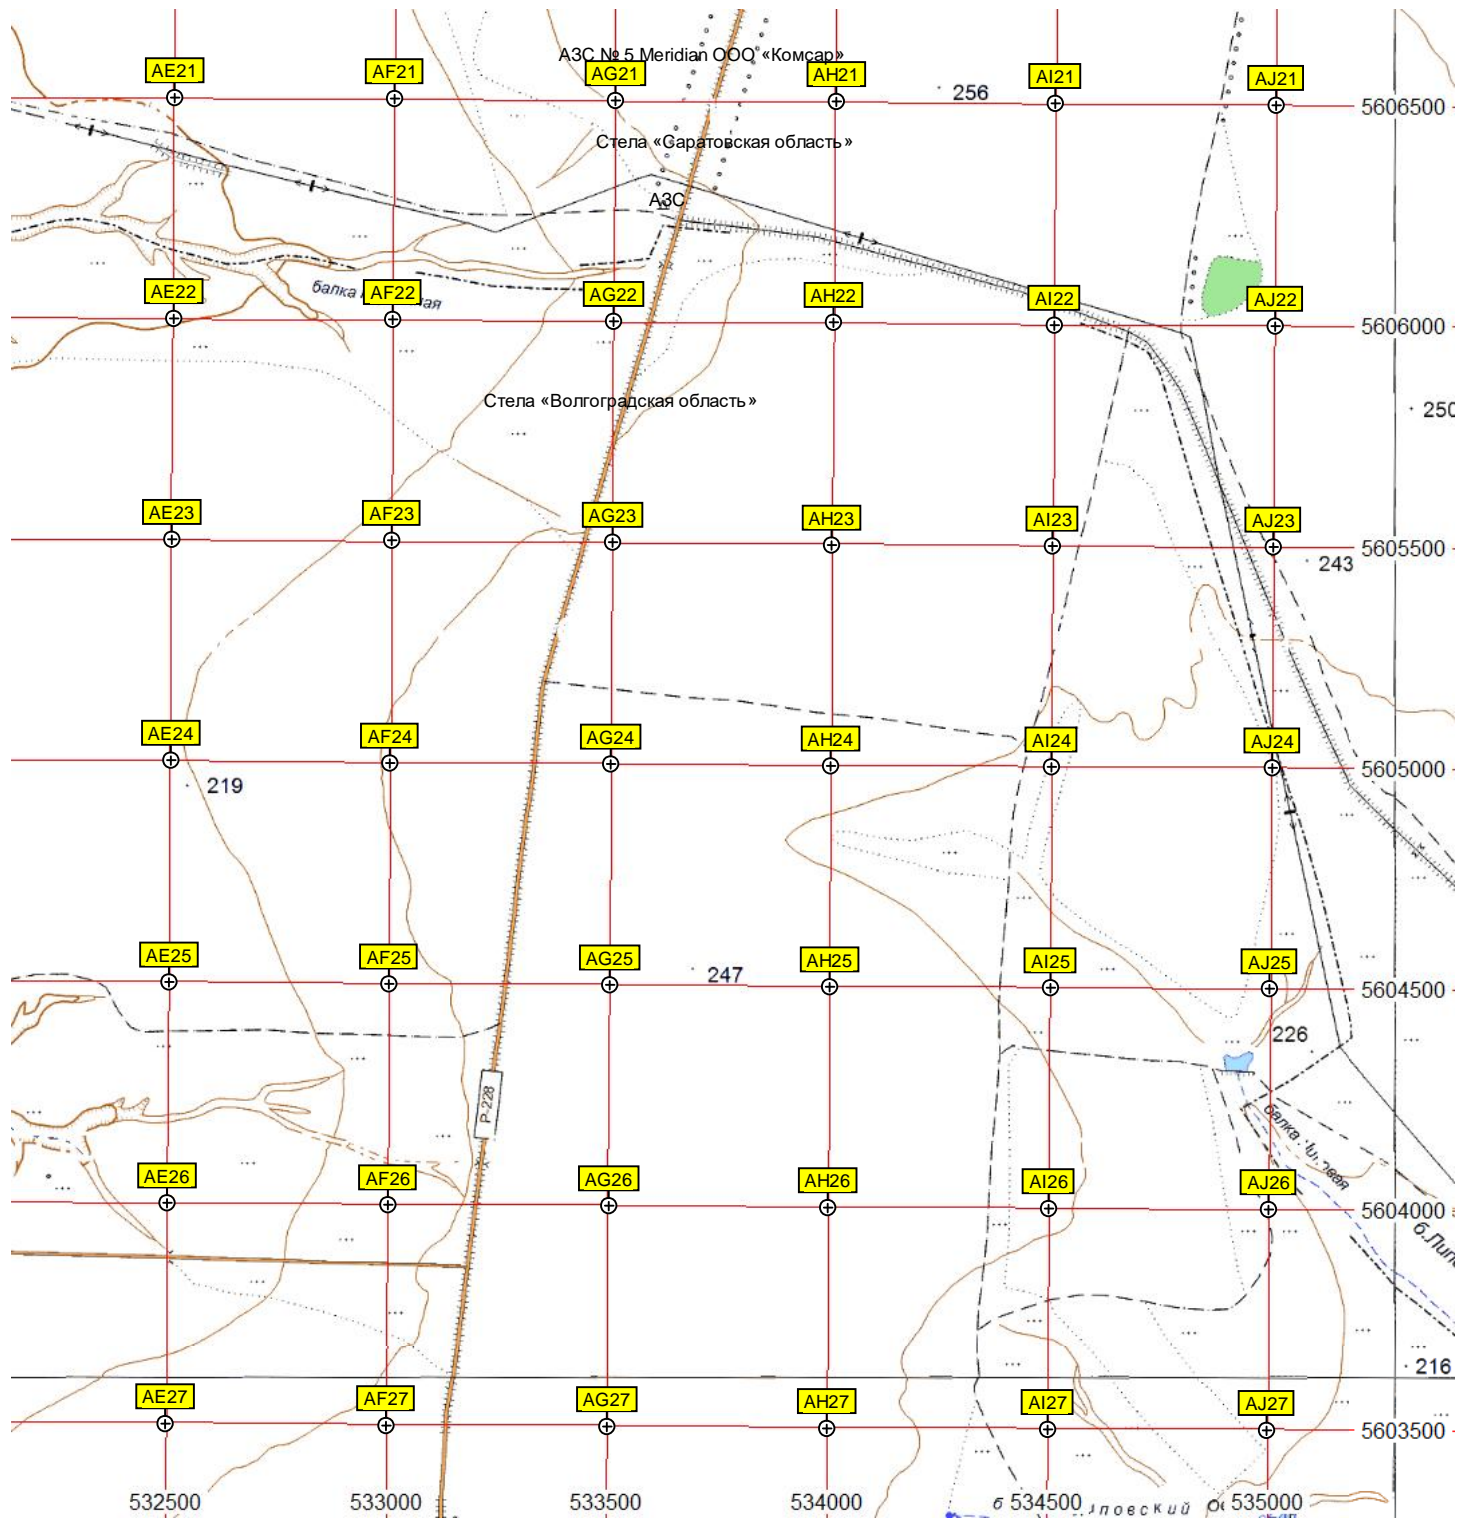 АЗС № 5 Meridian ООО «Комсар»
AE21 AF21 AG21 AH21 AI21 AJ21
256
5606500
Стела «Саратовская область»
АЗС
AE22 AF22 AG22 AH22 AI22 AJ22
балка
5606000
Стела «Волгоградская область»
250
AE23 AF23 AG23 AH23 AI23 AJ23
5605500
243
AE24 AF24 AG24 AH24 AI24 AJ24
5605000
219
AE25 AF25 AG25 AH25 AI25 AJ25
247
5604500
226
Р-228
балка
AE26 AF26 AG26 AH26 AI26 AJ26
5604000
216
AE27 AF27 AG27 AH27 AI27 AJ27
5603500
532500 533000 533500 534000 534500 535000